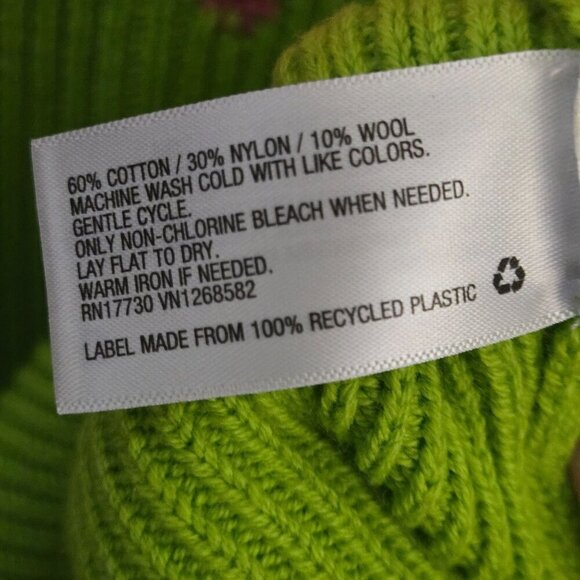 60% COTTON / 30% NYLON / 10% WOOL
MACHINE WASH COLD WITH LIKE COLORS.
GENTLE CYCLE.
ONLY NON-CHLORINE BLEACH WHEN NEEDED.
LAY FLAT TO DRY.
WARM IRON IF NEEDED.
RN17730 VN1268582
LABEL MADE FROM 100% RECYCLED PLASTIC